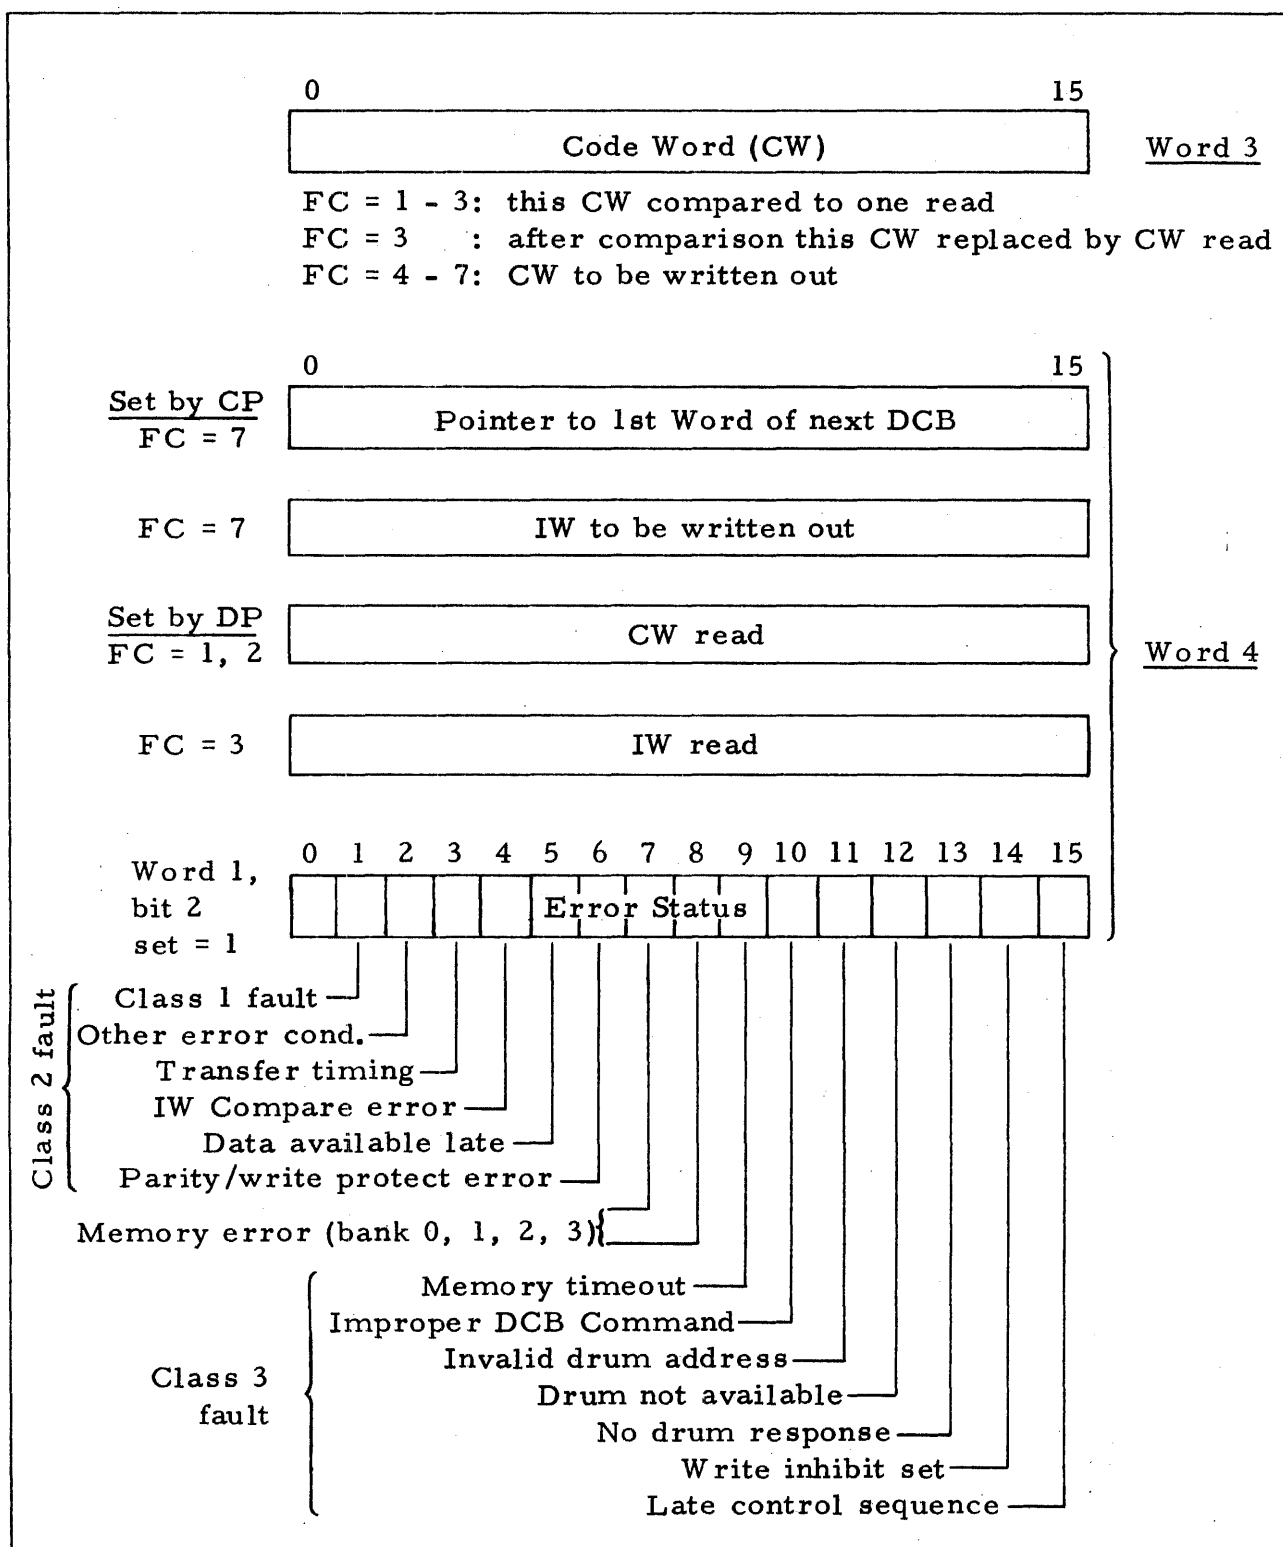 0 15
Code Word (CW) Word 3
FC = 1 - 3: this CW compared to one read
FC = 3 : after comparison this CW replaced by CW read
FC = 4 - 7: CW to be written out
0 15
Set by CP
FC = 7
Pointer to 1st Word of next DCB
FC = 7 IW to be written out
Set by DP
FC = 1, 2
CW read
Word 4
FC = 3 IW read
0 1 2 3 4 5 6 7 8 9 10 11 12 13 14 15
Word 1,
bit 2
set = 1
Error Status
Class 2 fault
Class 1 fault
Other error cond.
Transfer timing
IW Compare error
Data available late
Parity/write protect error
Memory error (bank 0, 1, 2, 3)
Class 3
fault
Memory timeout
Improper DCB Command
Invalid drum address
Drum not available
No drum response
Write inhibit set
Late control sequence